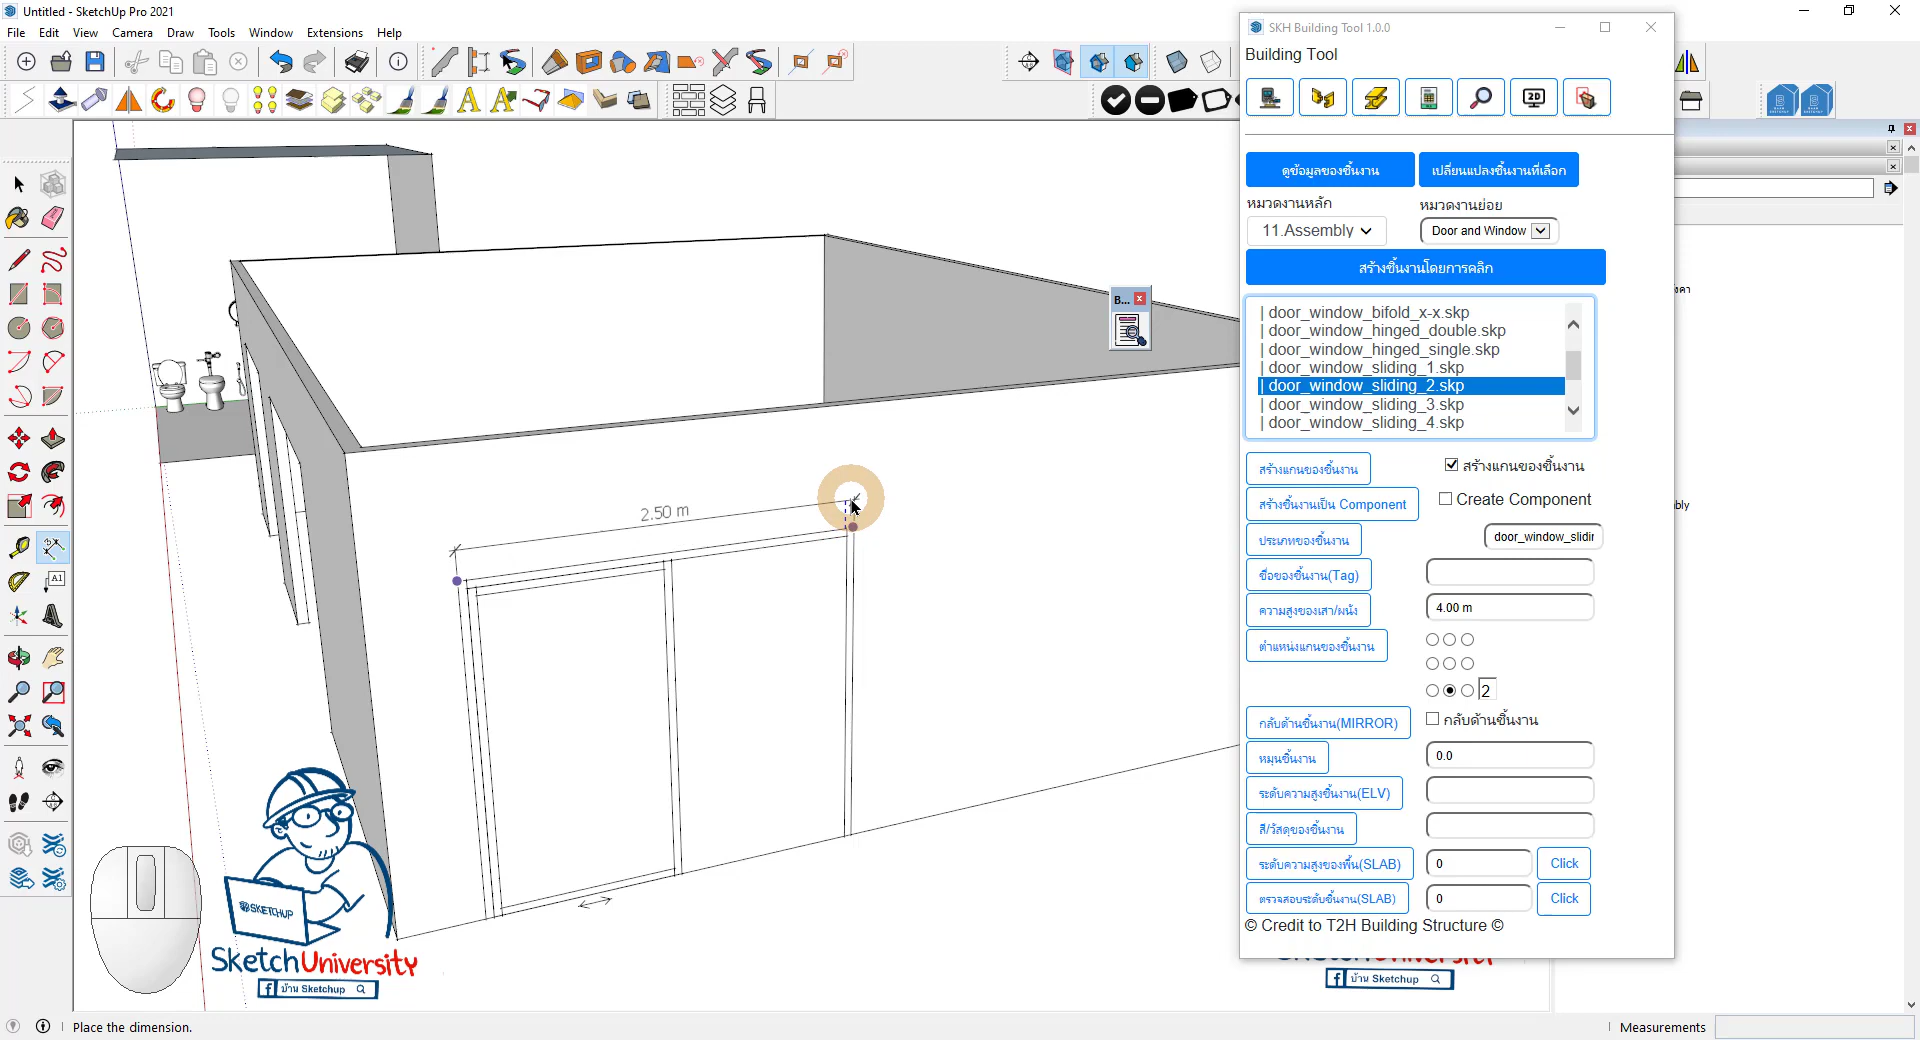 Untitled - SketchUp Pro 2021
File Edit View Camera Draw Tools Window Extensions Help
SKH Building Tool 1.0.0
Building Tool
2D
ดูข้อมูลของชิ้นงาน
เปลี่ยนแปลงชิ้นงานที่เลือก
หมวดงานหลัก
หมวดงานย่อย
11.Assembly
Door and Window
สร้างชิ้นงานโดยการคลิก
| door_window_bifold_x-x.skp
| door_window_hinged_double.skp
| door_window_hinged_single.skp
| door_window_sliding_1.skp
| door_window_sliding_2.skp
| door_window_sliding_3.skp
| door_window_sliding_4.skp
สร้างแกนของชิ้นงาน
สร้างแกนของชิ้นงาน
สร้างชิ้นงานเป็น Component
Create Component
ประเภทของชิ้นงาน
door_window_slidir
ชื่อของชิ้นงาน(Tag)
ความสูงของเสา/ผนัง
4.00 m
ตำแหน่งแกนของชิ้นงาน
2
กลับด้านชิ้นงาน(MIRROR)
กลับด้านชิ้นงาน
หมุนชิ้นงาน
0.0
ระดับความสูงชิ้นงาน(ELV)
สี/วัสดุของชิ้นงาน
ระดับความสูงของพื้น(SLAB)
0
Click
ตรวจสอบระดับชิ้นงาน(SLAB)
0
Click
© Credit to T2H Building Structure ©
B...
2.50 m
A1
SKETCHUP
SketchUniversity
บ้าน Sketchup
บ้าน Sketchup
Place the dimension.
Measurements